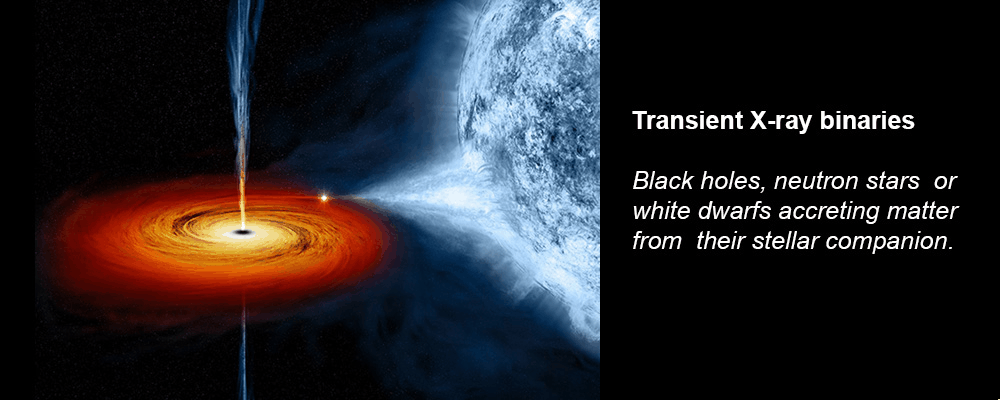 Transient X-ray binaries
Black holes, neutron stars  or
white dwarfs accreting matter
from  their stellar companion.